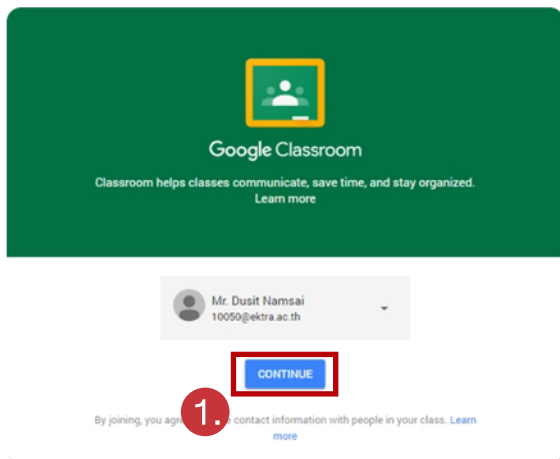 Google Classroom
Classroom helps classes communicate, save time, and stay organized.
Learn more
Mr. Dusit Namsai
10050@ektra.ac.th
CONTINUE
1.
By joining, you contact information with people in your class. Learn
more